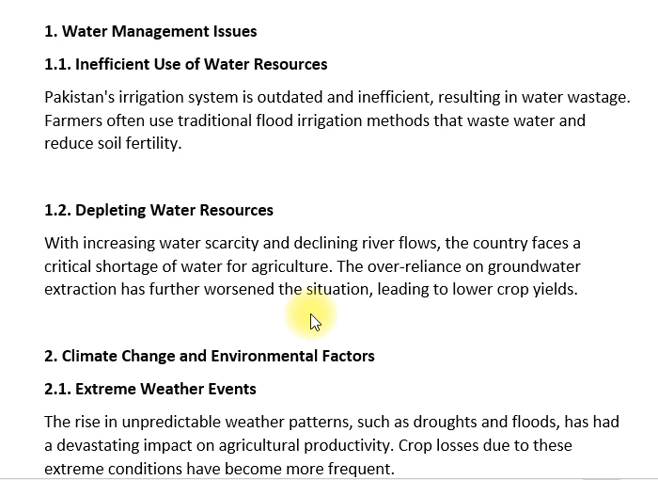 1. Water Management Issues
1.1. Inefficient Use of Water Resources
Pakistan's irrigation system is outdated and inefficient, resulting in water wastage.
Farmers often use traditional flood irrigation methods that waste water and
reduce soil fertility.
1.2. Depleting Water Resources
With increasing water scarcity and declining river flows, the country faces a
critical shortage of water for agriculture. The over-reliance on groundwater
extraction has further worsened the situation, leading to lower crop yields.
2. Climate Change and Environmental Factors
2.1. Extreme Weather Events
The rise in unpredictable weather patterns, such as droughts and floods, has had
a devastating impact on agricultural productivity. Crop losses due to these
extreme conditions have become more frequent.